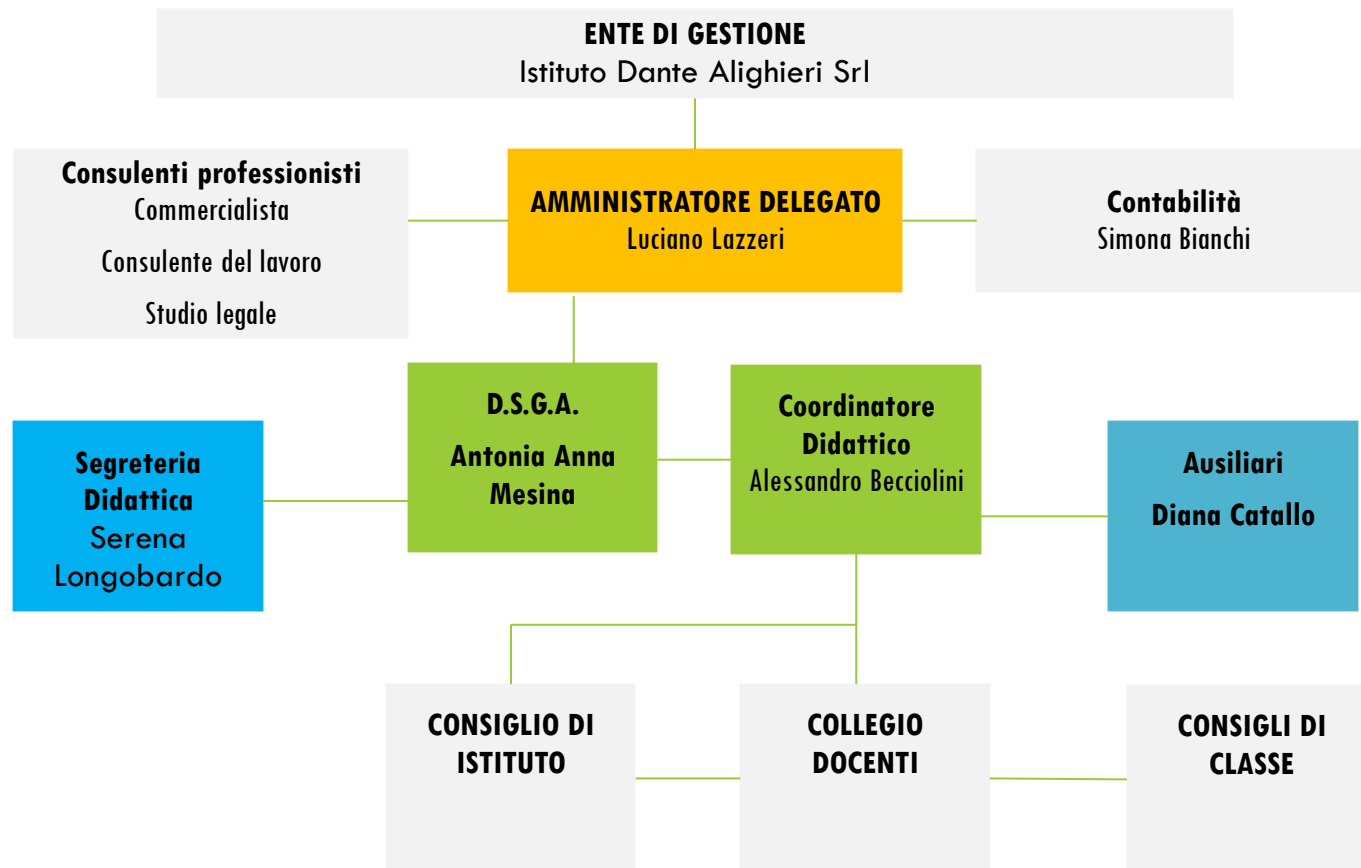 ENTE DI GESTIONE
Istituto Dante Alighieri Srl
Consulenti professionisti
Commercialista
Consulente del lavoro
Studio legale
AMMINISTRATORE DELEGATO
Luciano Lazzeri
Contabilità
Simona Bianchi
D.S.G.A.
Antonia Anna
Mesina
Coordinatore
Didattico
Alessandro Becciolini
Segreteria
Didattica
Serena
Longobardo
Ausiliari
Diana Catallo
CONSIGLIO DI
ISTITUTO
COLLEGIO
DOCENTI
CONSIGLI DI
CLASSE